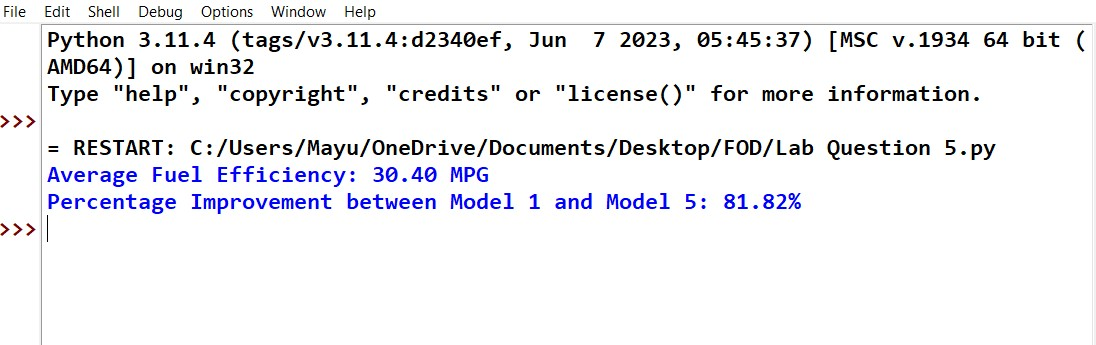 File Edit Shell Debug Options Window Help
Python 3.11.4 (tags/v3.11.4:d2340ef, Jun  7 2023, 05:45:37) [MSC v.1934 64 bit (
AMD64)] on win32
Type "help", "copyright", "credits" or "license()" for more information.
>>>
= RESTART: C:/Users/Mayu/OneDrive/Documents/Desktop/FOD/Lab Question 5.py
Average Fuel Efficiency: 30.40 MPG
Percentage Improvement between Model 1 and Model 5: 81.82%
>>>